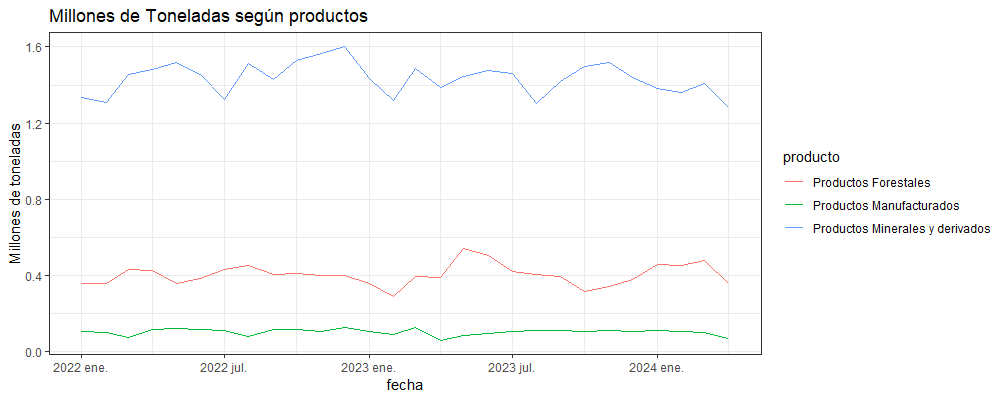 Millones de Toneladas según productos
Millones de toneladas
1.6
1.2
0.8
0.4
0.0
2022 ene.
2022 jul.
2023 ene.
2023 jul.
2024 ene.
fecha
producto
Productos Forestales
Productos Manufacturados
Productos Minerales y derivados